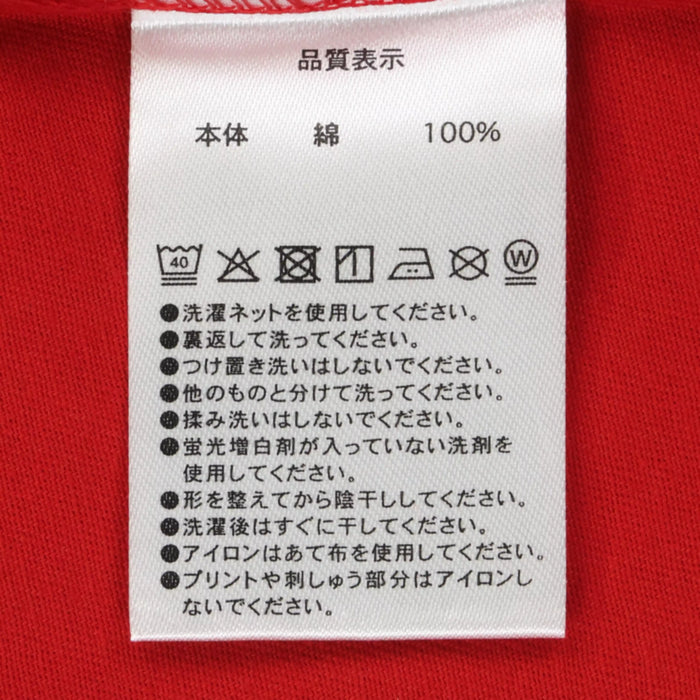 品質表示
本体 綿 100%
40 W
●洗濯ネットを使用してください。
●裏返して洗ってください。
●つけ置き洗いはしないでください。
●他のものと分けて洗ってください。
●揉み洗いはしないでください。
●蛍光増白剤が入っていない洗剤を
使用してください。
●形を整えてから陰干ししてください。
●洗濯後はすぐに干してください。
●アイロンはあて布を使用してください。
●プリントや刺しゅう部分はアイロンし
ないでください。